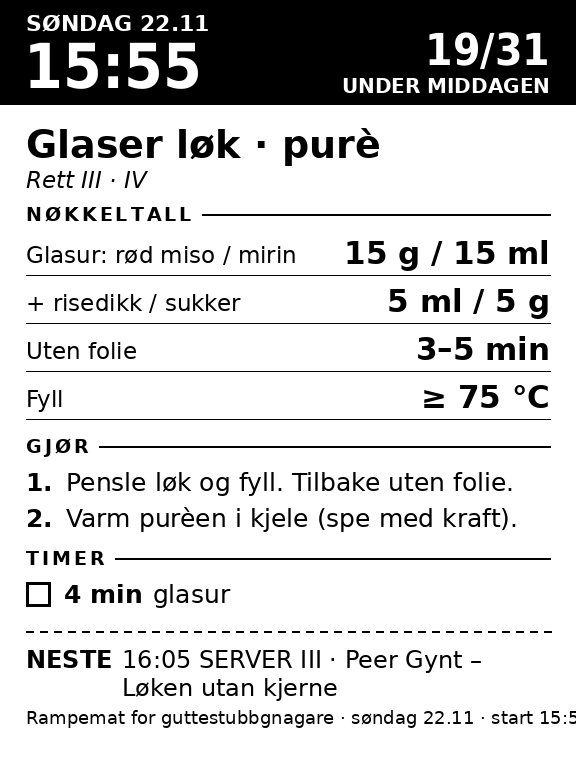 SØNDAG 22.11
15:55
19/31
UNDER MIDDAGEN
Glaser løk · purè
Rett III · IV
NØKKELTALL
Glasur: rød miso / mirin 15 g / 15 ml
+ risedikk / sukker 5 ml / 5 g
Uten folie 3–5 min
Fyll ≥ 75 °C
GJØR
1. Pensle løk og fyll. Tilbake uten folie.
2. Varm purèen i kjele (spe med kraft).
TIMER
4 min glasur
NESTE 16:05 SERVER III · Peer Gynt –
Løken utan kjerne
Rampemat for guttestubbgnagare · søndag 22.11 · start 15:5